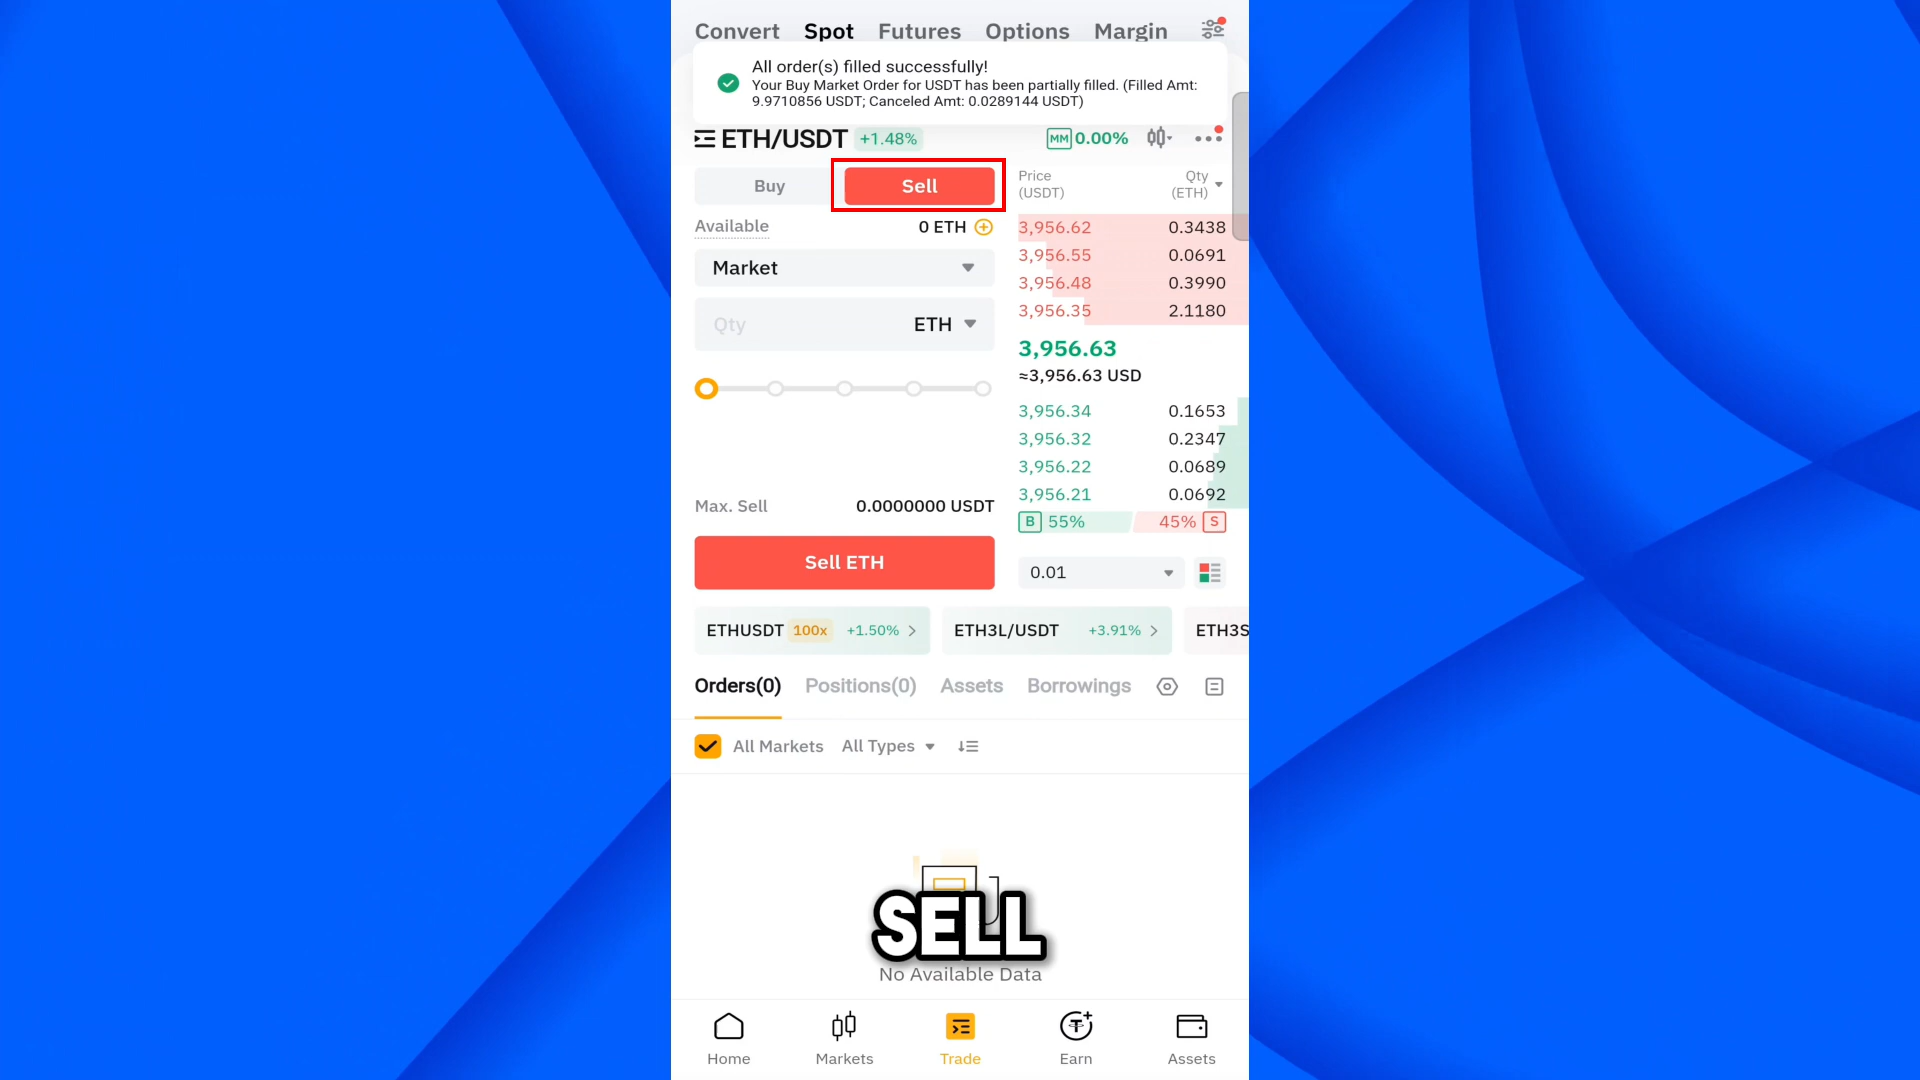 Convert Spot Futures Options Margin
All order(s) filled successfully!
Your Buy Market Order for USDT has been partially filled. (Filled Amt:
9.9710856 USDT; Canceled Amt: 0.0289144 USDT)
ETH/USDT +1.48% MM 0.00%
Buy Sell
Price Qty
(USDT) (ETH)
Available 0 ETH
3,956.62 0.3438
3,956.55 0.0691
Market
3,956.48 0.3990
3,956.35 2.1180
Qty ETH
3,956.63
≈3,956.63 USD
3,956.34 0.1653
3,956.32 0.2347
3,956.22 0.0689
3,956.21 0.0692
Max. Sell 0.0000000 USDT
B 55% 45% S
Sell ETH
0.01
ETHUSDT 100x +1.50% > ETH3L/USDT +3.91% > ETH3S
Orders(0) Positions(0) Assets Borrowings
All Markets All Types
SELL
No Available Data
Home Markets Trade Earn Assets